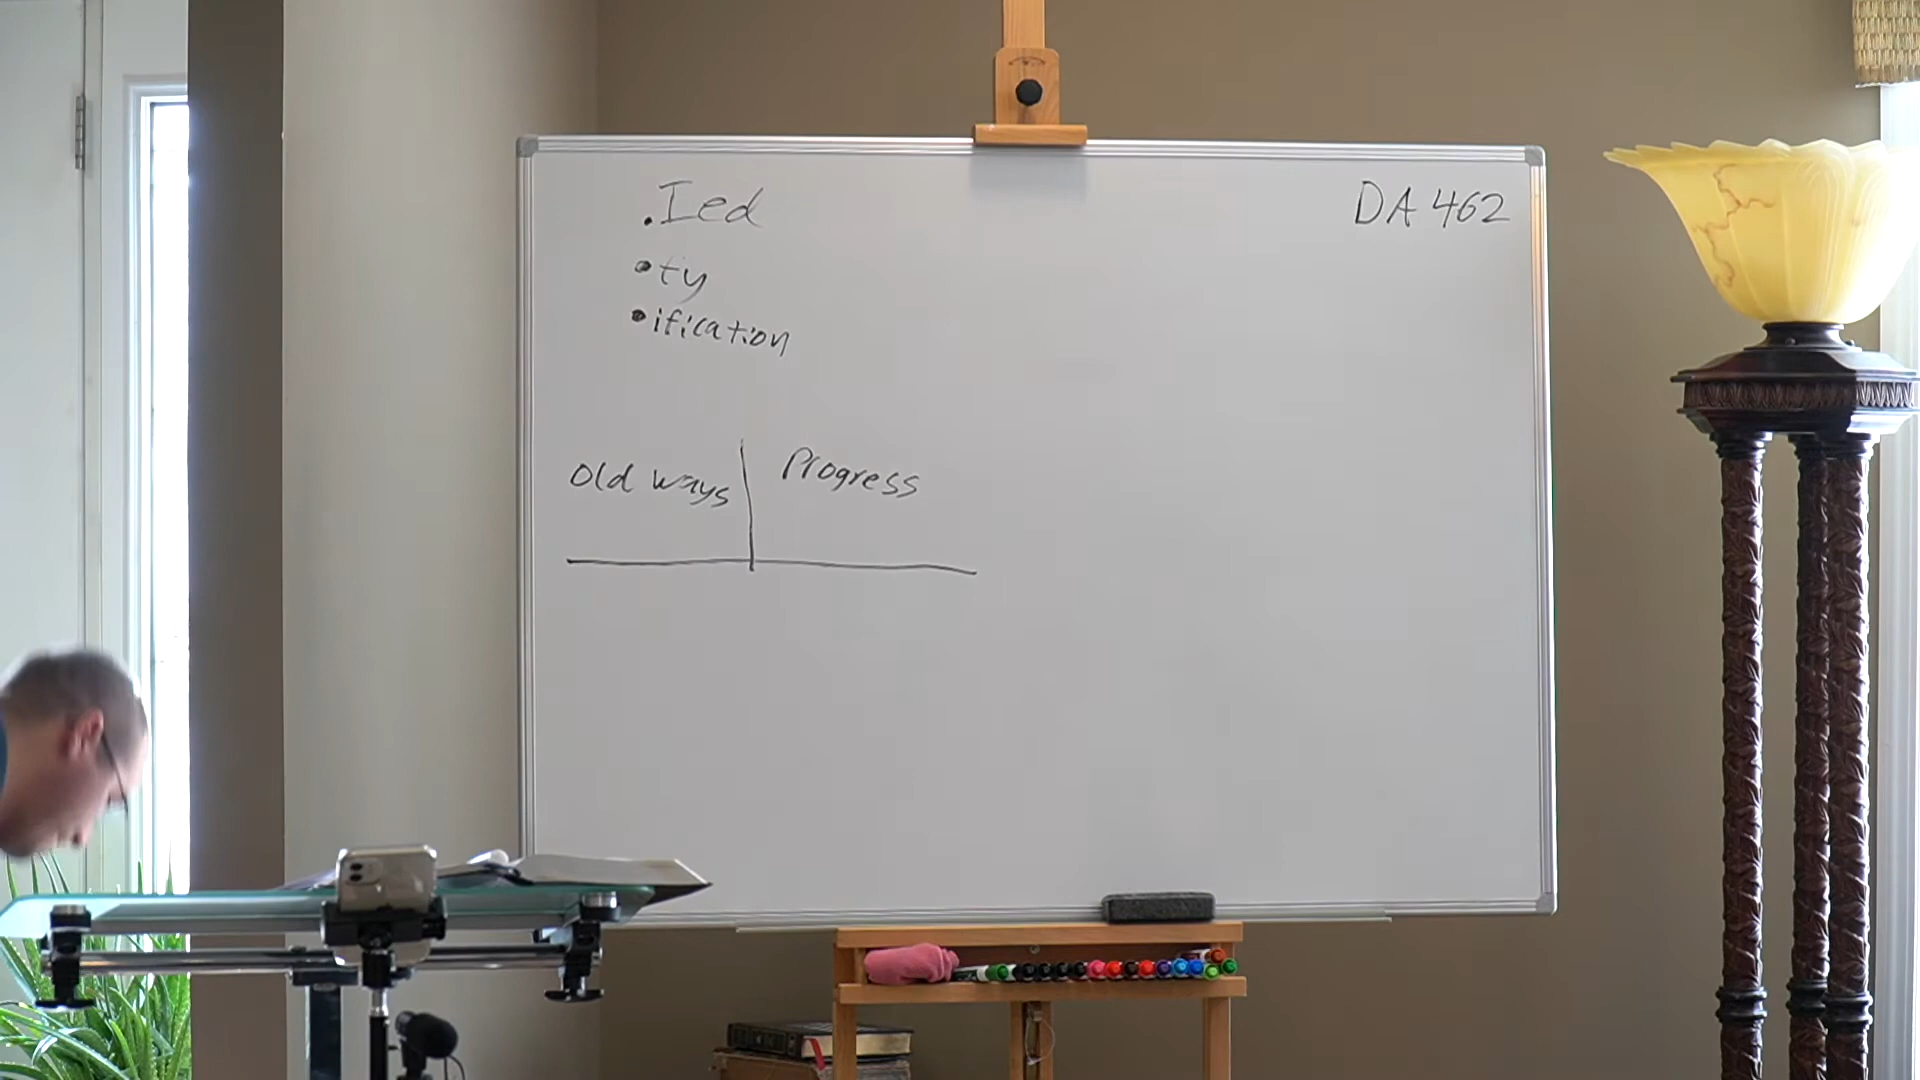 .Ied
DA 462
•ty
•ification
Old ways
Progress